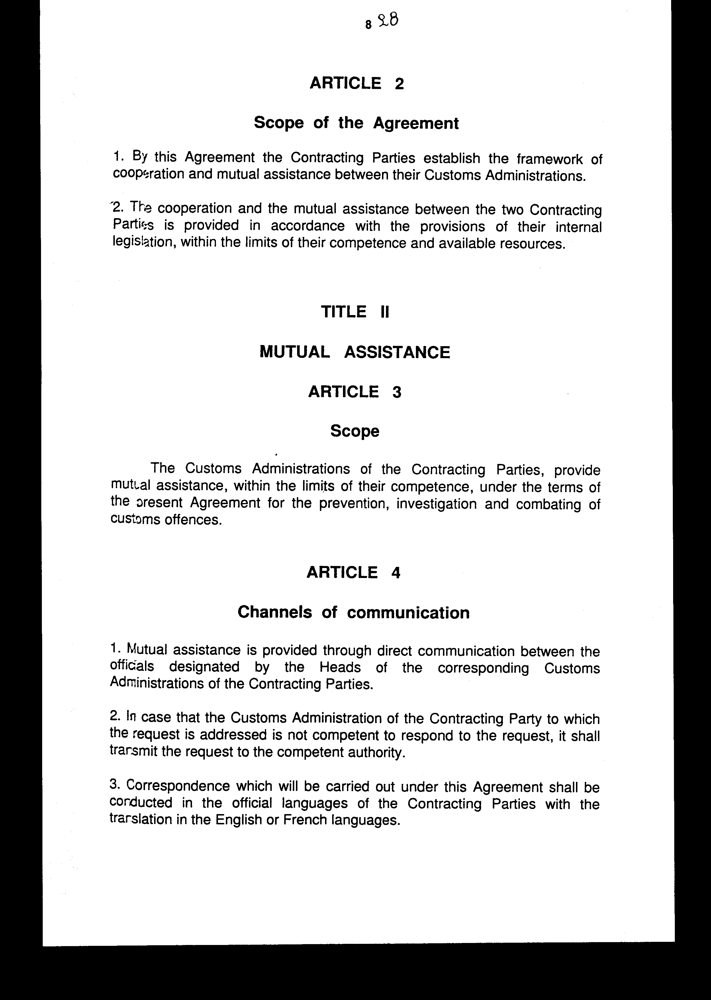 8 28
ARTICLE 2
Scope of the Agreement
1. By this Agreement the Contracting Parties establish the framework of
cooperation and mutual assistance between their Customs Administrations.
2. The cooperation and the mutual assistance between the two Contracting
Parties is provided in accordance with the provisions of their internal
legislation, within the limits of their competence and available resources.
TITLE II
MUTUAL ASSISTANCE
ARTICLE 3
Scope
The Customs Administrations of the Contracting Parties, provide
mutual assistance, within the limits of their competence, under the terms of
the present Agreement for the prevention, investigation and combating of
customs offences.
ARTICLE 4
Channels of communication
1. Mutual assistance is provided through direct communication between the
officials designated by the Heads of the corresponding Customs
Administrations of the Contracting Parties.
2. In case that the Customs Administration of the Contracting Party to which
the request is addressed is not competent to respond to the request, it shall
transmit the request to the competent authority.
3. Correspondence which will be carried out under this Agreement shall be
conducted in the official languages of the Contracting Parties with the
translation in the English or French languages.